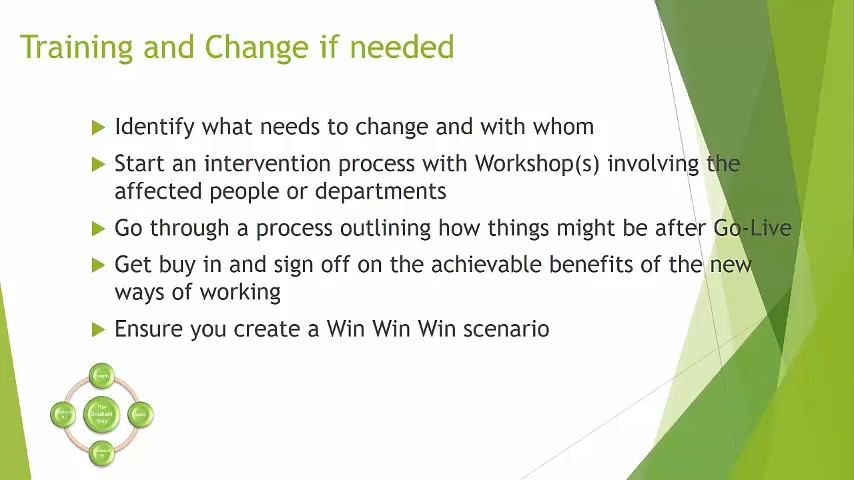 Training and Change if needed
Identify what needs to change and with whom
Start an intervention process with Workshop(s) involving the
affected people or departments
Go through a process outlining how things might be after Go-Live
Get buy in and sign off on the achievable benefits of the new
ways of working
Ensure you create a Win Win Win scenario
The
Way